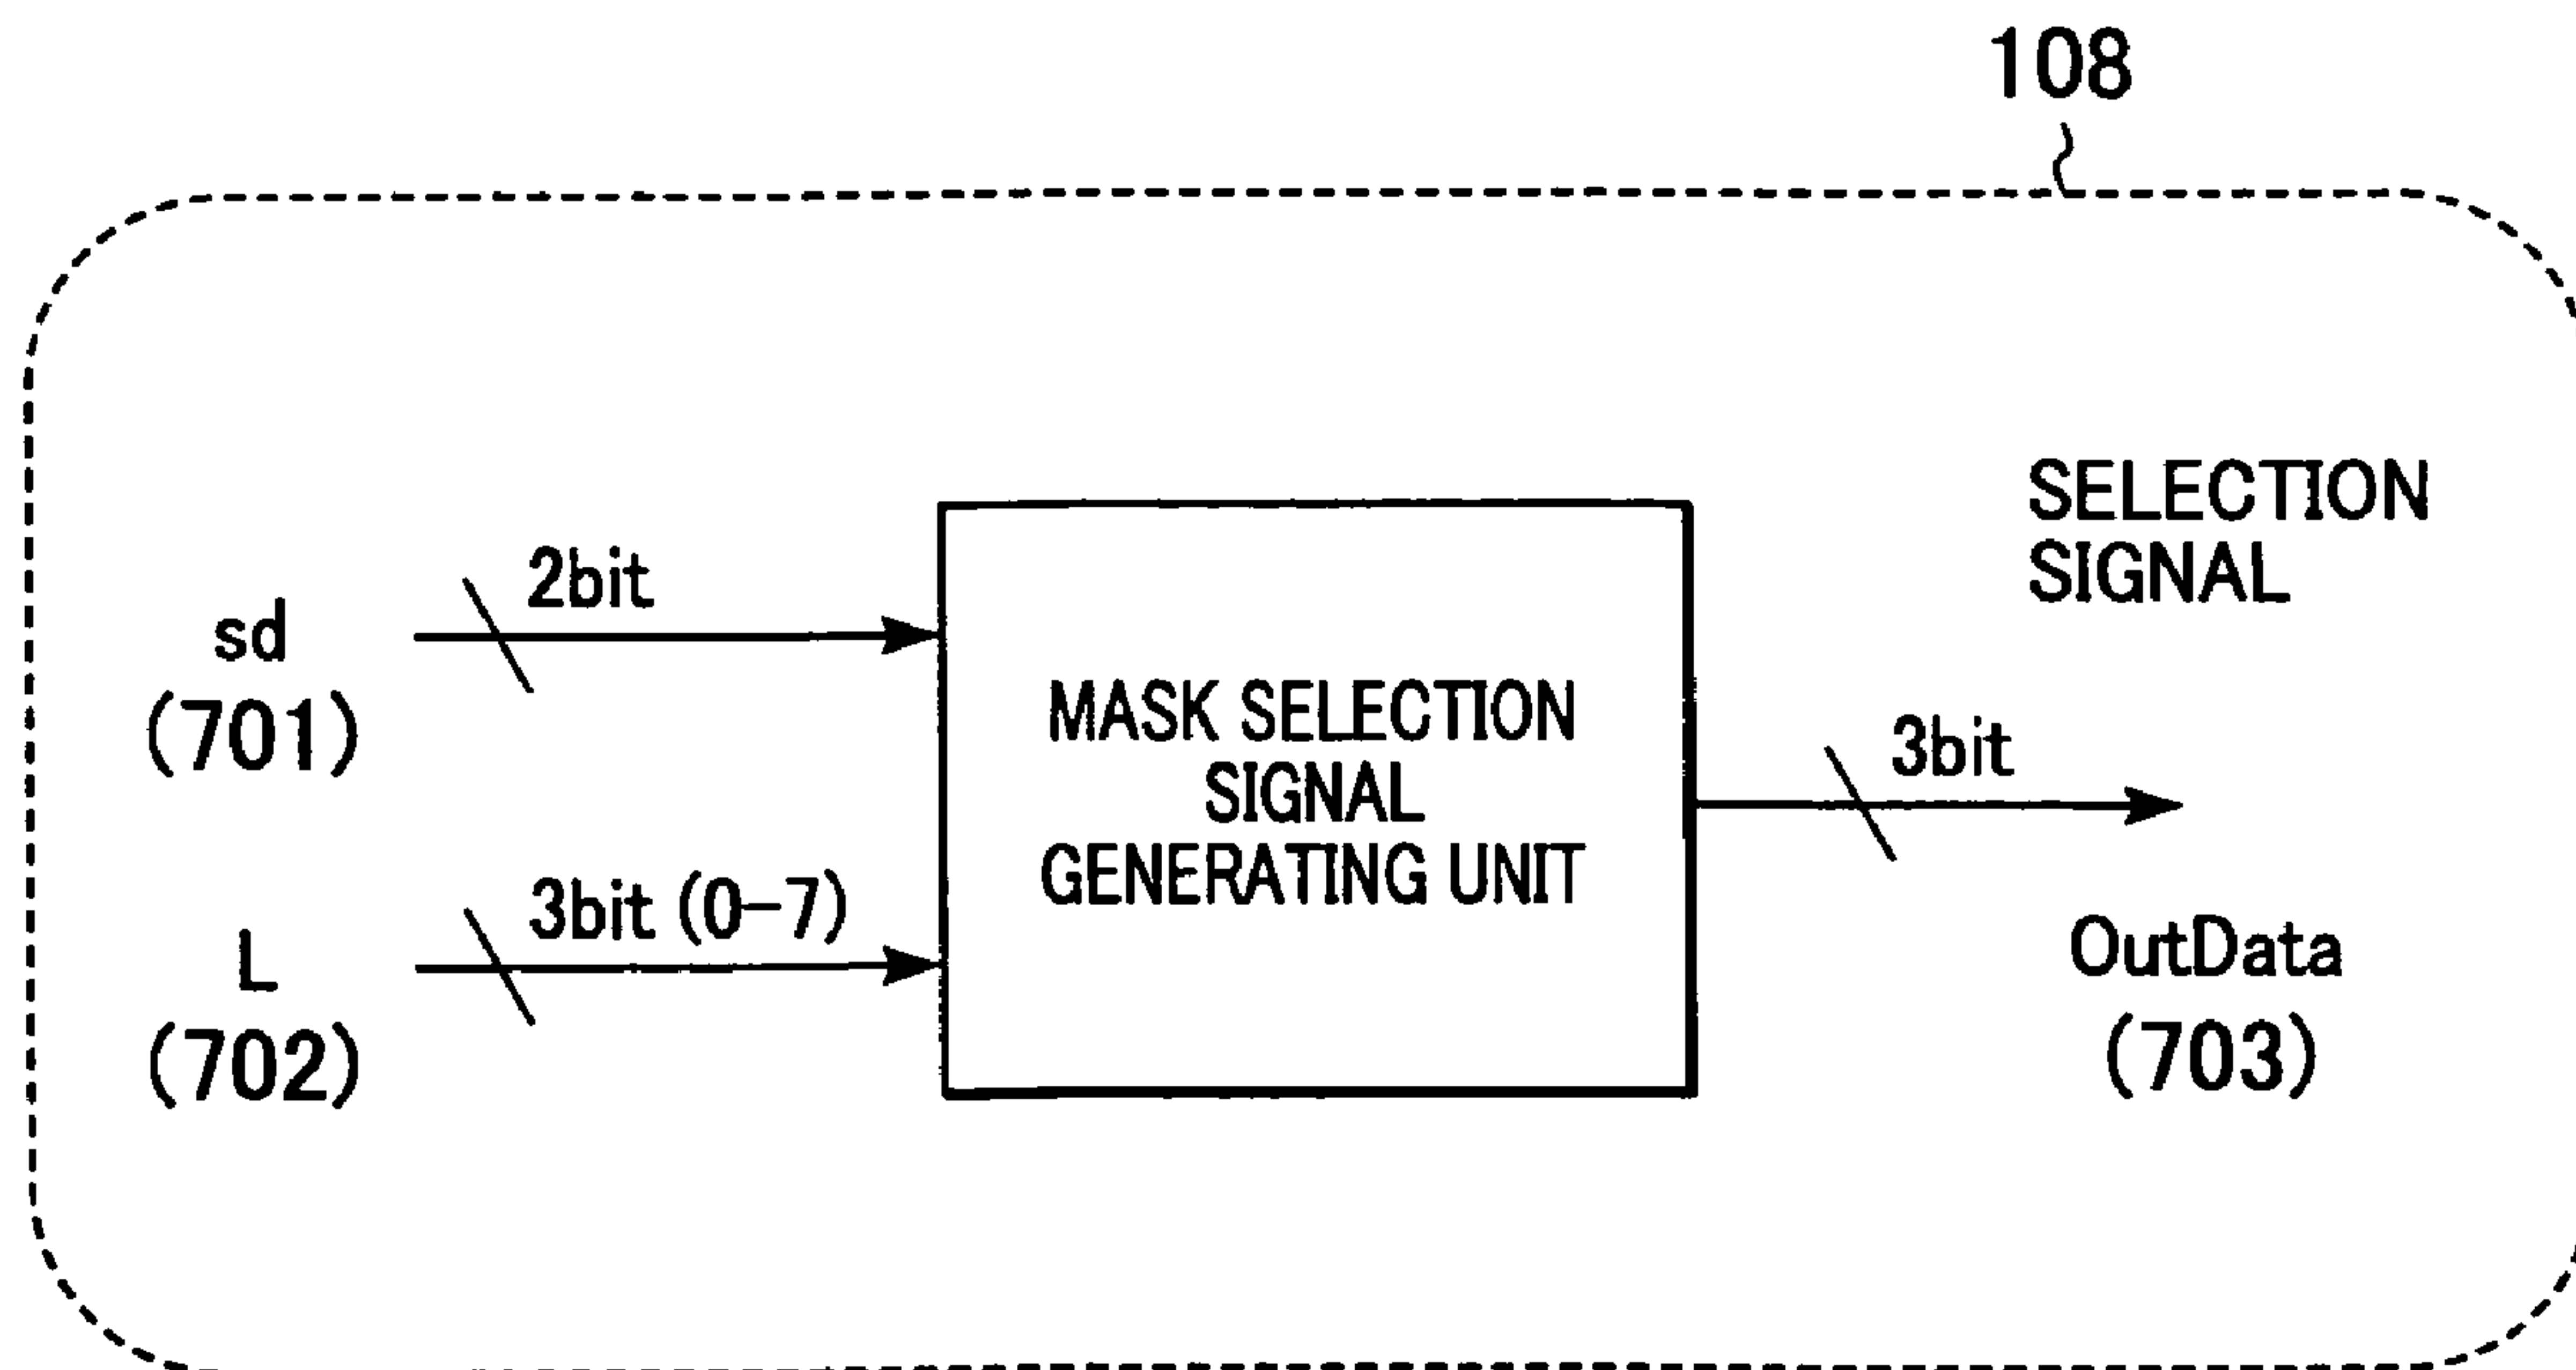 108
sd
(701)
2bit
L
(702)
3bit (0-7)
MASK SELECTION
SIGNAL
GENERATING UNIT
SELECTION
SIGNAL
3bit
OutData
(703)